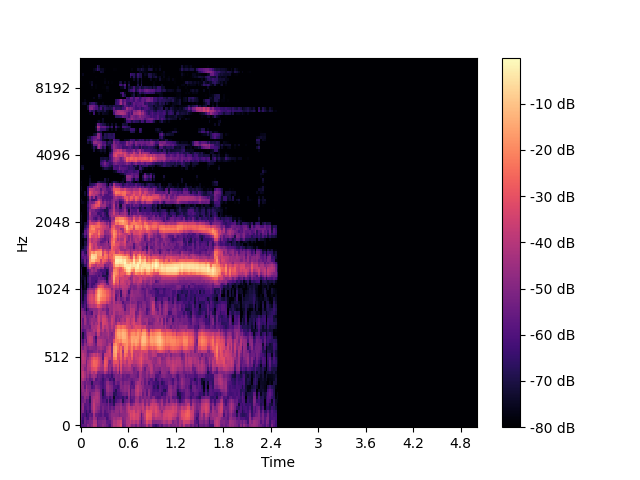 8192
4096
2048
1024
512
0
Hz
0 0.6 1.2 1.8 2.4 3 3.6 4.2 4.8
Time
-10 dB
-20 dB
-30 dB
-40 dB
-50 dB
-60 dB
-70 dB
-80 dB